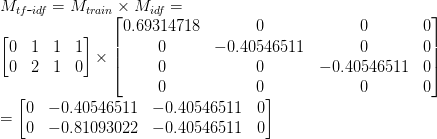 M_{tf-idf} = M_{train} × M_{idf} =
[0 1 1 1; 0 2 1 0] × [0.69314718 0 0 0; 0 −0.40546511 0 0; 0 0 −0.40546511 0; 0 0 0 0]
= [0 −0.40546511 −0.40546511 0; 0 −0.81093022 −0.40546511 0]